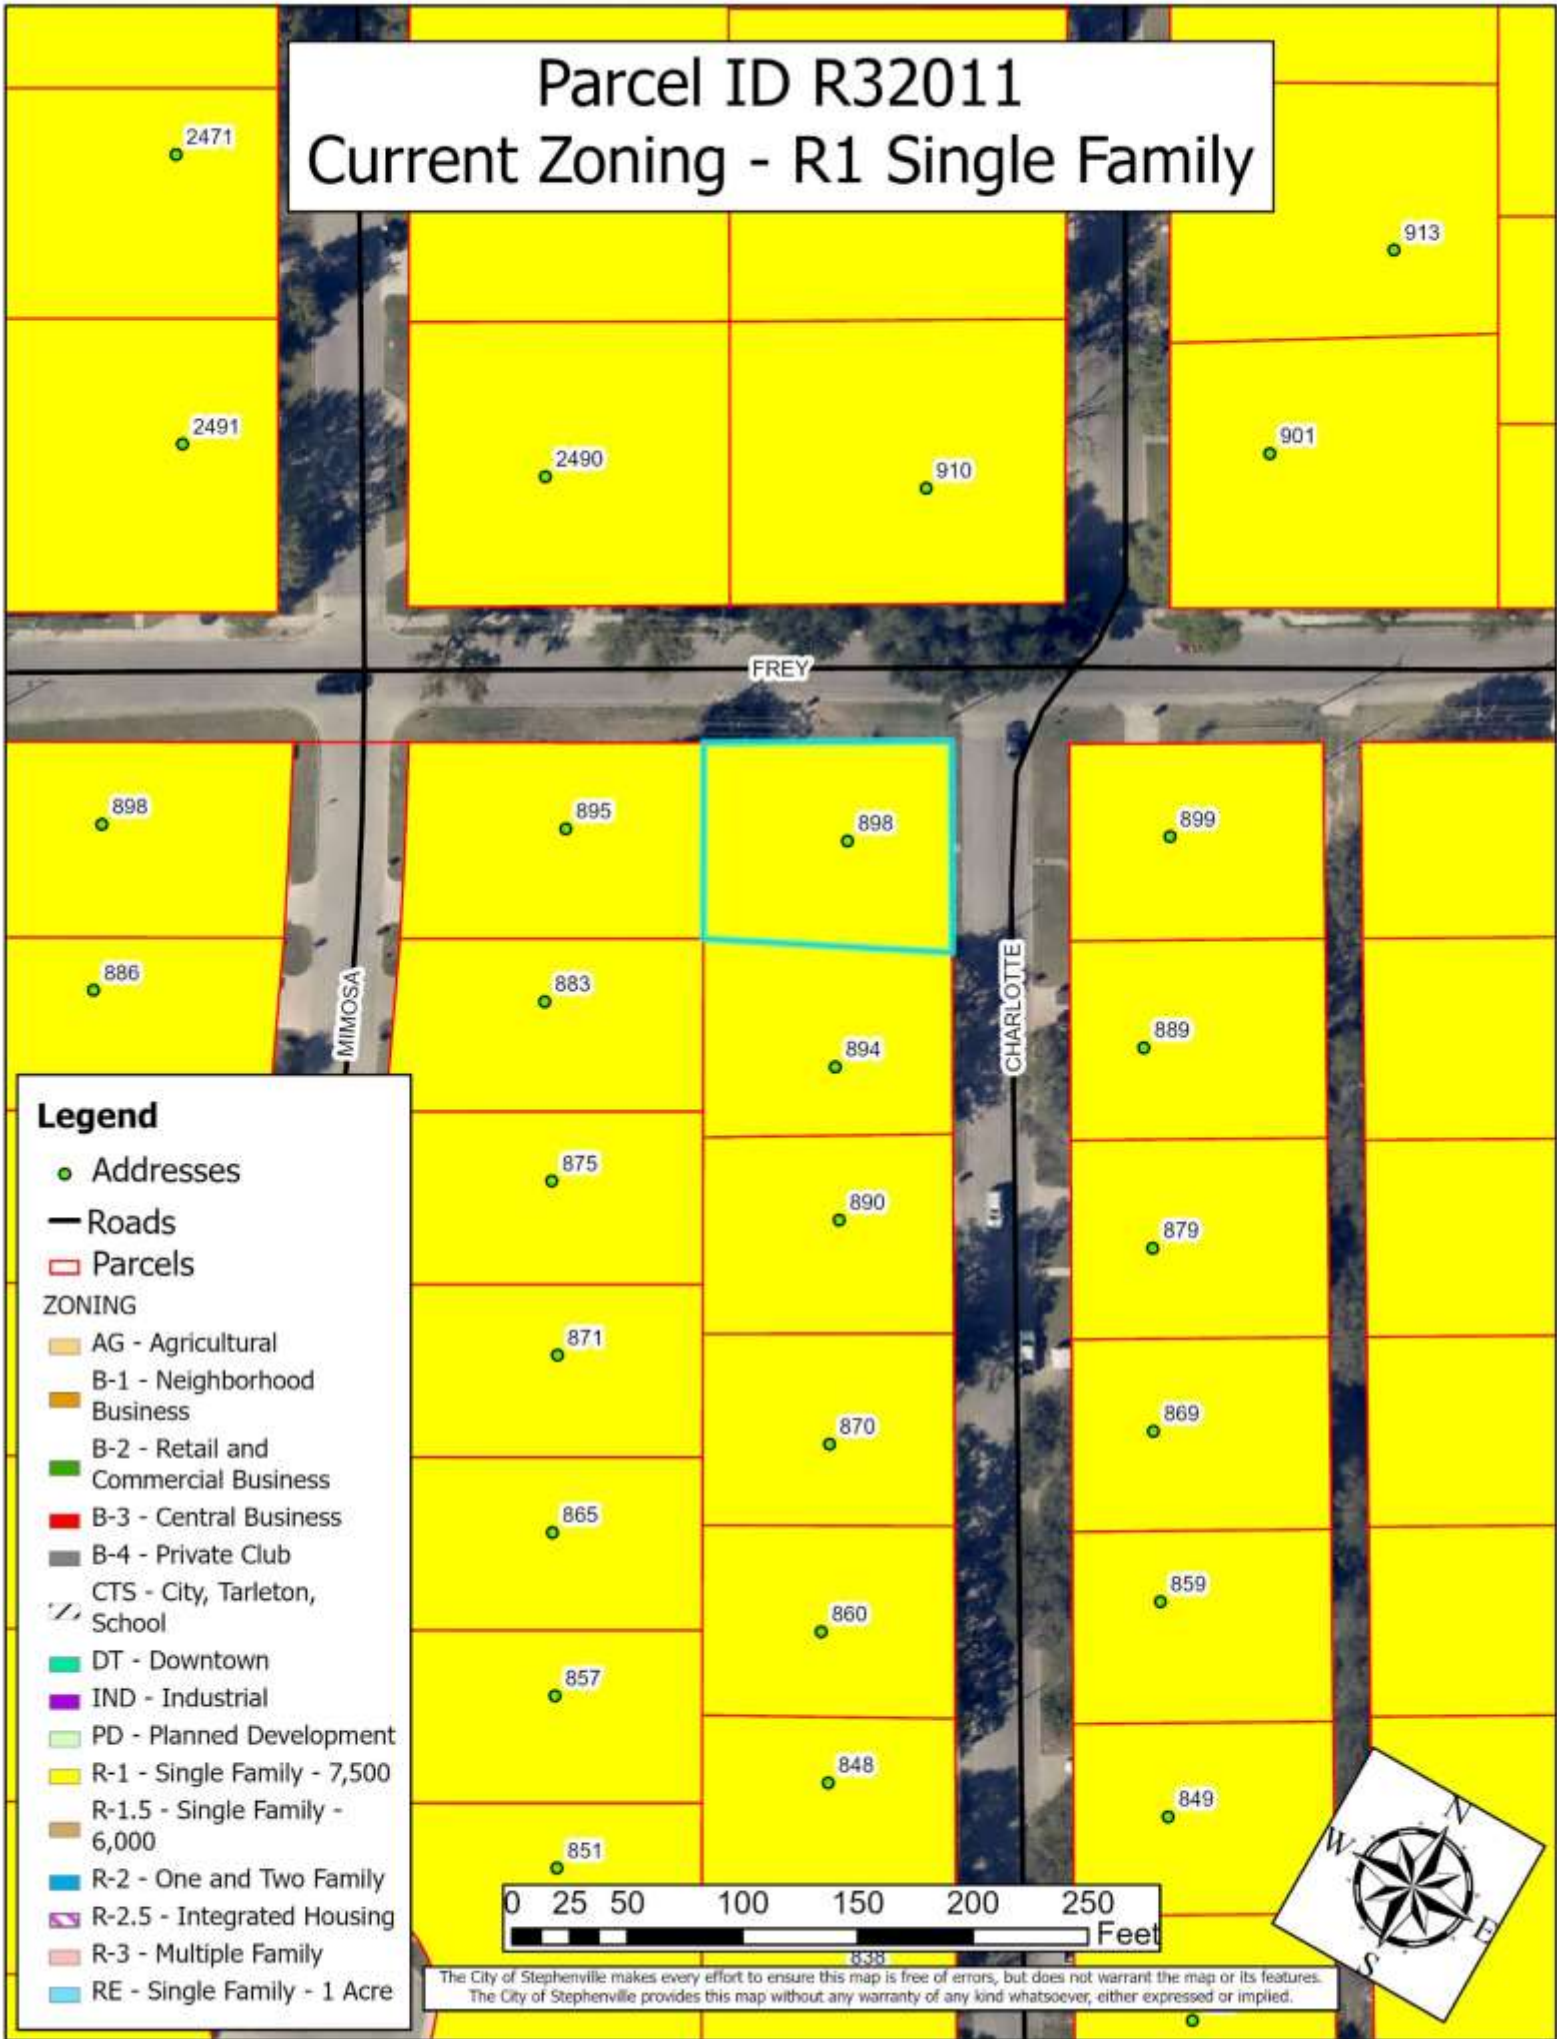 Parcel ID R32011
Current Zoning - R1 Single Family
2471
913
2491
2490
910
901
FREY
898
895
898
899
886
883
MIMOSA
CHARLOTTE
894
889
875
890
879
871
870
869
865
860
859
857
848
849
851
838
Legend
Addresses
Roads
Parcels
ZONING
AG - Agricultural
B-1 - Neighborhood
Business
B-2 - Retail and
Commercial Business
B-3 - Central Business
B-4 - Private Club
CTS - City, Tarleton,
School
DT - Downtown
IND - Industrial
PD - Planned Development
R-1 - Single Family - 7,500
R-1.5 - Single Family -
6,000
R-2 - One and Two Family
R-2.5 - Integrated Housing
R-3 - Multiple Family
RE - Single Family - 1 Acre
0 25 50 100 150 200 250
Feet
N
W
E
S
The City of Stephenville makes every effort to ensure this map is free of errors, but does not warrant the map or its features.
The City of Stephenville provides this map without any warranty of any kind whatsoever, either expressed or implied.